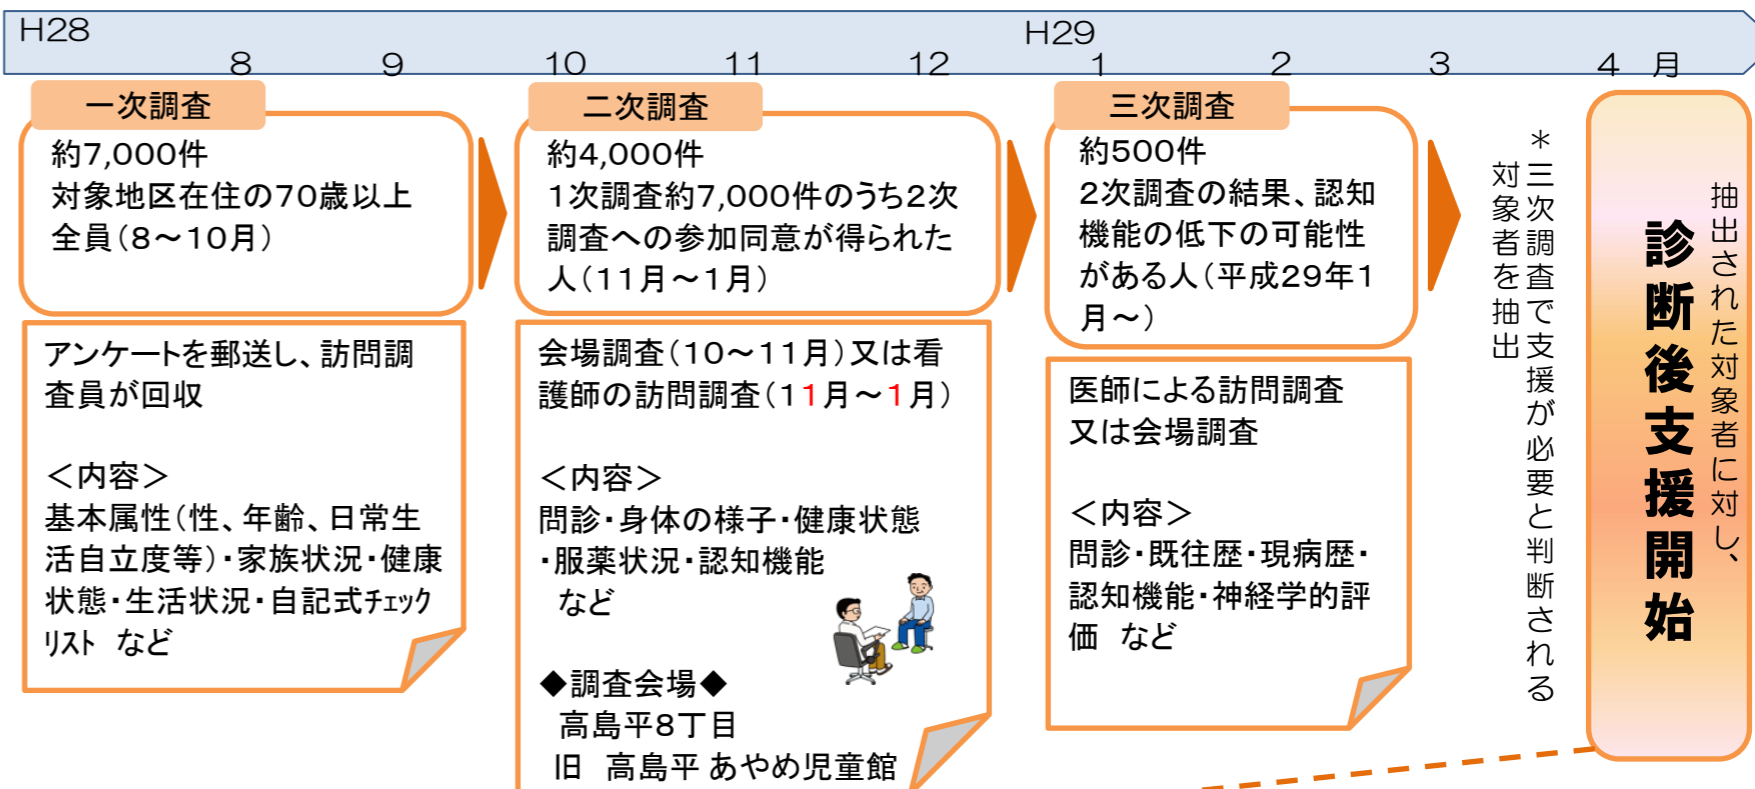 H28
H29
8 9 10 11 12 1 2 3 4 月
一次調査
約7,000件
対象地区在住の70歳以上
全員(8～10月)
アンケートを郵送し、訪問調
査員が回収
＜内容＞
基本属性(性、年齢、日常生
活自立度等)・家族状況・健康
状態・生活状況・自記式ﾁｪｯｸ
ﾘｽﾄ など
二次調査
約4,000件
1次調査約7,000件のうち2次
調査への参加同意が得られた
人(11月～1月)
会場調査(10～11月)又は看
護師の訪問調査(11月～1月)
＜内容＞
問診・身体の様子・健康状態
・服薬状況・認知機能
など
◆調査会場◆
高島平8丁目
旧 高島平 あやめ児童館
三次調査
約500件
2次調査の結果、認知
機能の低下の可能性
がある人(平成29年1
月～)
医師による訪問調査
又は会場調査
＜内容＞
問診・既往歴・現病歴・
認知機能・神経学的評
価 など
＊三次調査で支援が必要と判断される
対象者を抽出
抽出された対象者に対し、
診断後支援開始